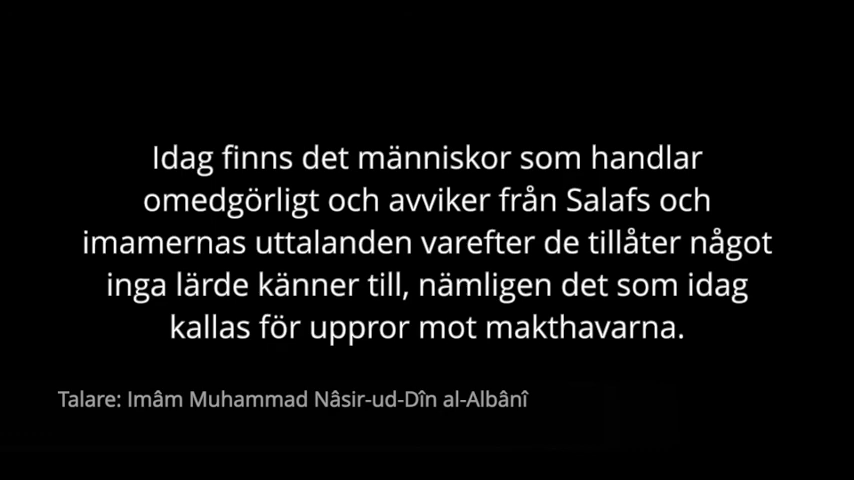 Idag finns det människor som handlar
omedgörligt och avviker från Salafs och
imamernas uttalanden varefter de tillåter något
inga lärde känner till, nämligen det som idag
kallas för uppror mot makthavarna.
Talare: Imâm Muhammad Nâsir-ud-Dîn al-Albânî